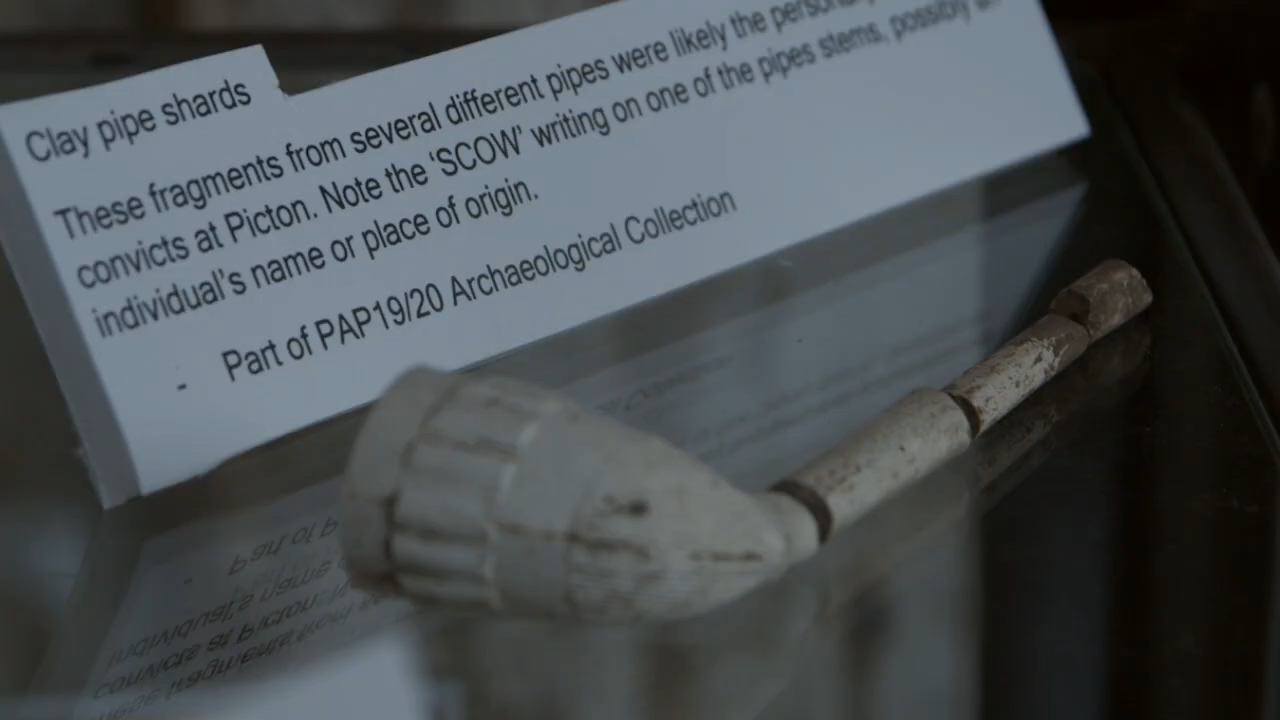 Clay pipe shards
These fragments from several different pipes were likely the
convicts at Picton. Note the ‘SCOW’ writing on one of the pipes stems, possibly an
individual’s name or place of origin.
- Part of PAP19/20 Archaeological Collection